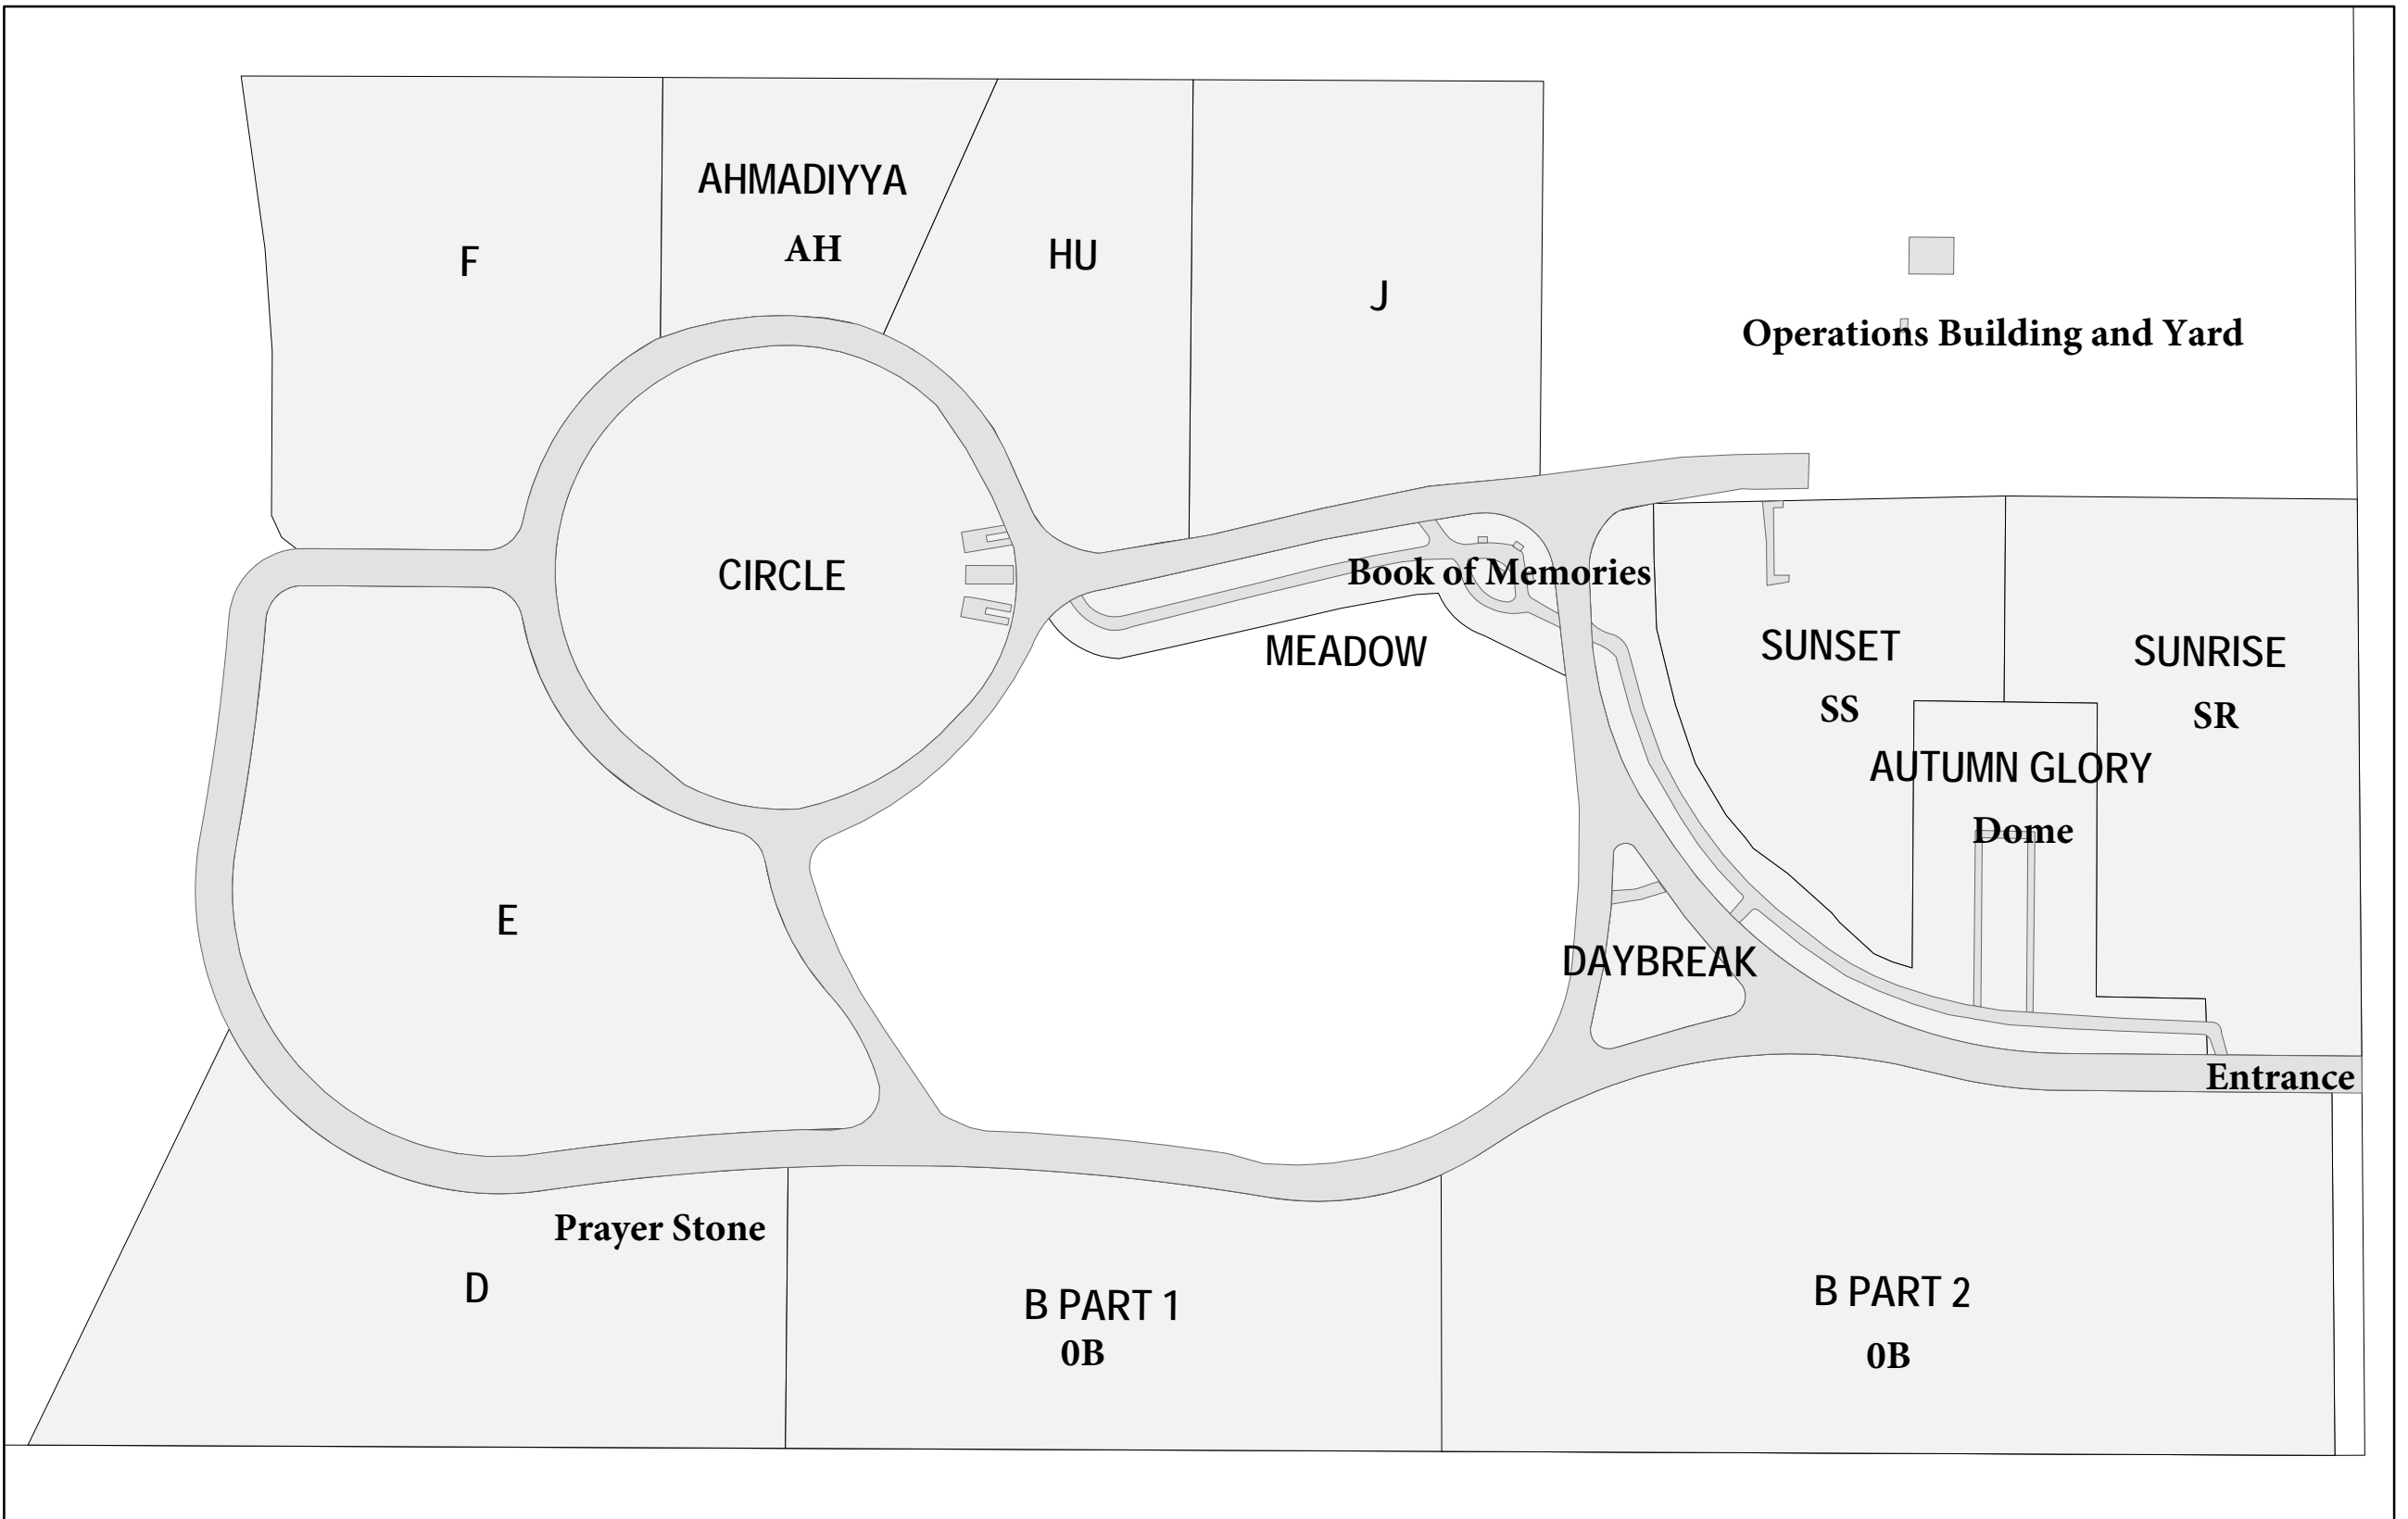 AHMADIYYA
AH
F
HU
J
Operations Building and Yard
CIRCLE
Book of Memories
MEADOW
SUNSET
SS
SUNRISE
SR
AUTUMN GLORY
Dome
E
DAYBREAK
Entrance
Prayer Stone
D
B PART 1
0B
B PART 2
0B